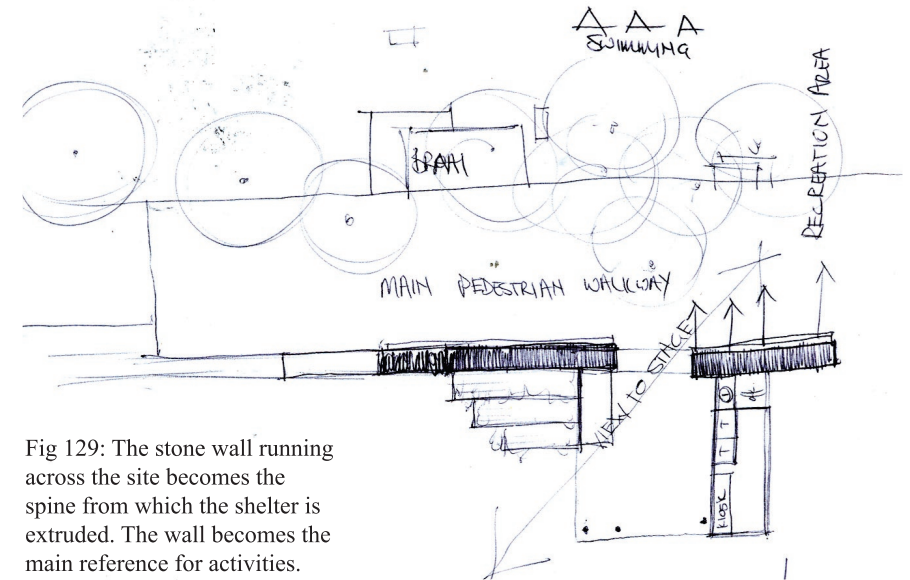 SWIMMING
RECREATION AREA
BRAAI
MAIN PEDESTRIAN WALKWAY
VIEW TO STAGE
T
T
KIOSK
Fig 129: The stone wall running
across the site becomes the
spine from which the shelter is
extruded. The wall becomes the
main reference for activities.